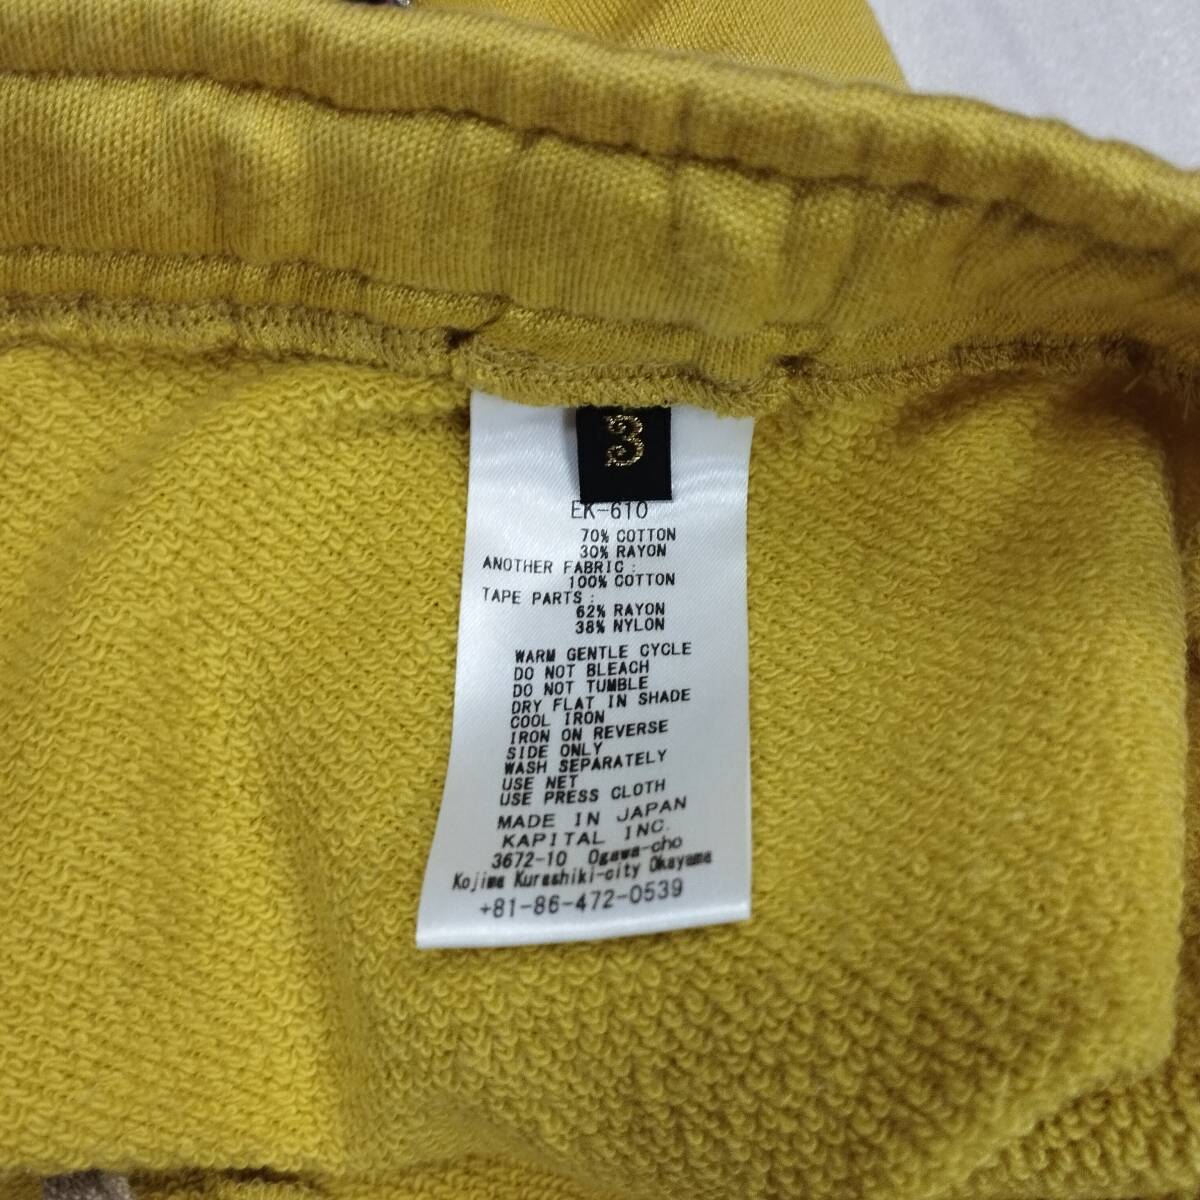 3
EK-610
70% COTTON
30% RAYON
ANOTHER FABRIC :
100% COTTON
TAPE PARTS :
62% RAYON
38% NYLON
WARM GENTLE CYCLE
DO NOT BLEACH
DO NOT TUMBLE
DRY FLAT IN SHADE
COOL IRON
IRON ON REVERSE
SIDE ONLY
WASH SEPARATELY
USE NET
USE PRESS CLOTH
MADE IN JAPAN
KAPITAL INC.
3672-10 Ogawa-cho
Kojima Kurashiki-city Okayama
+81-86-472-0539